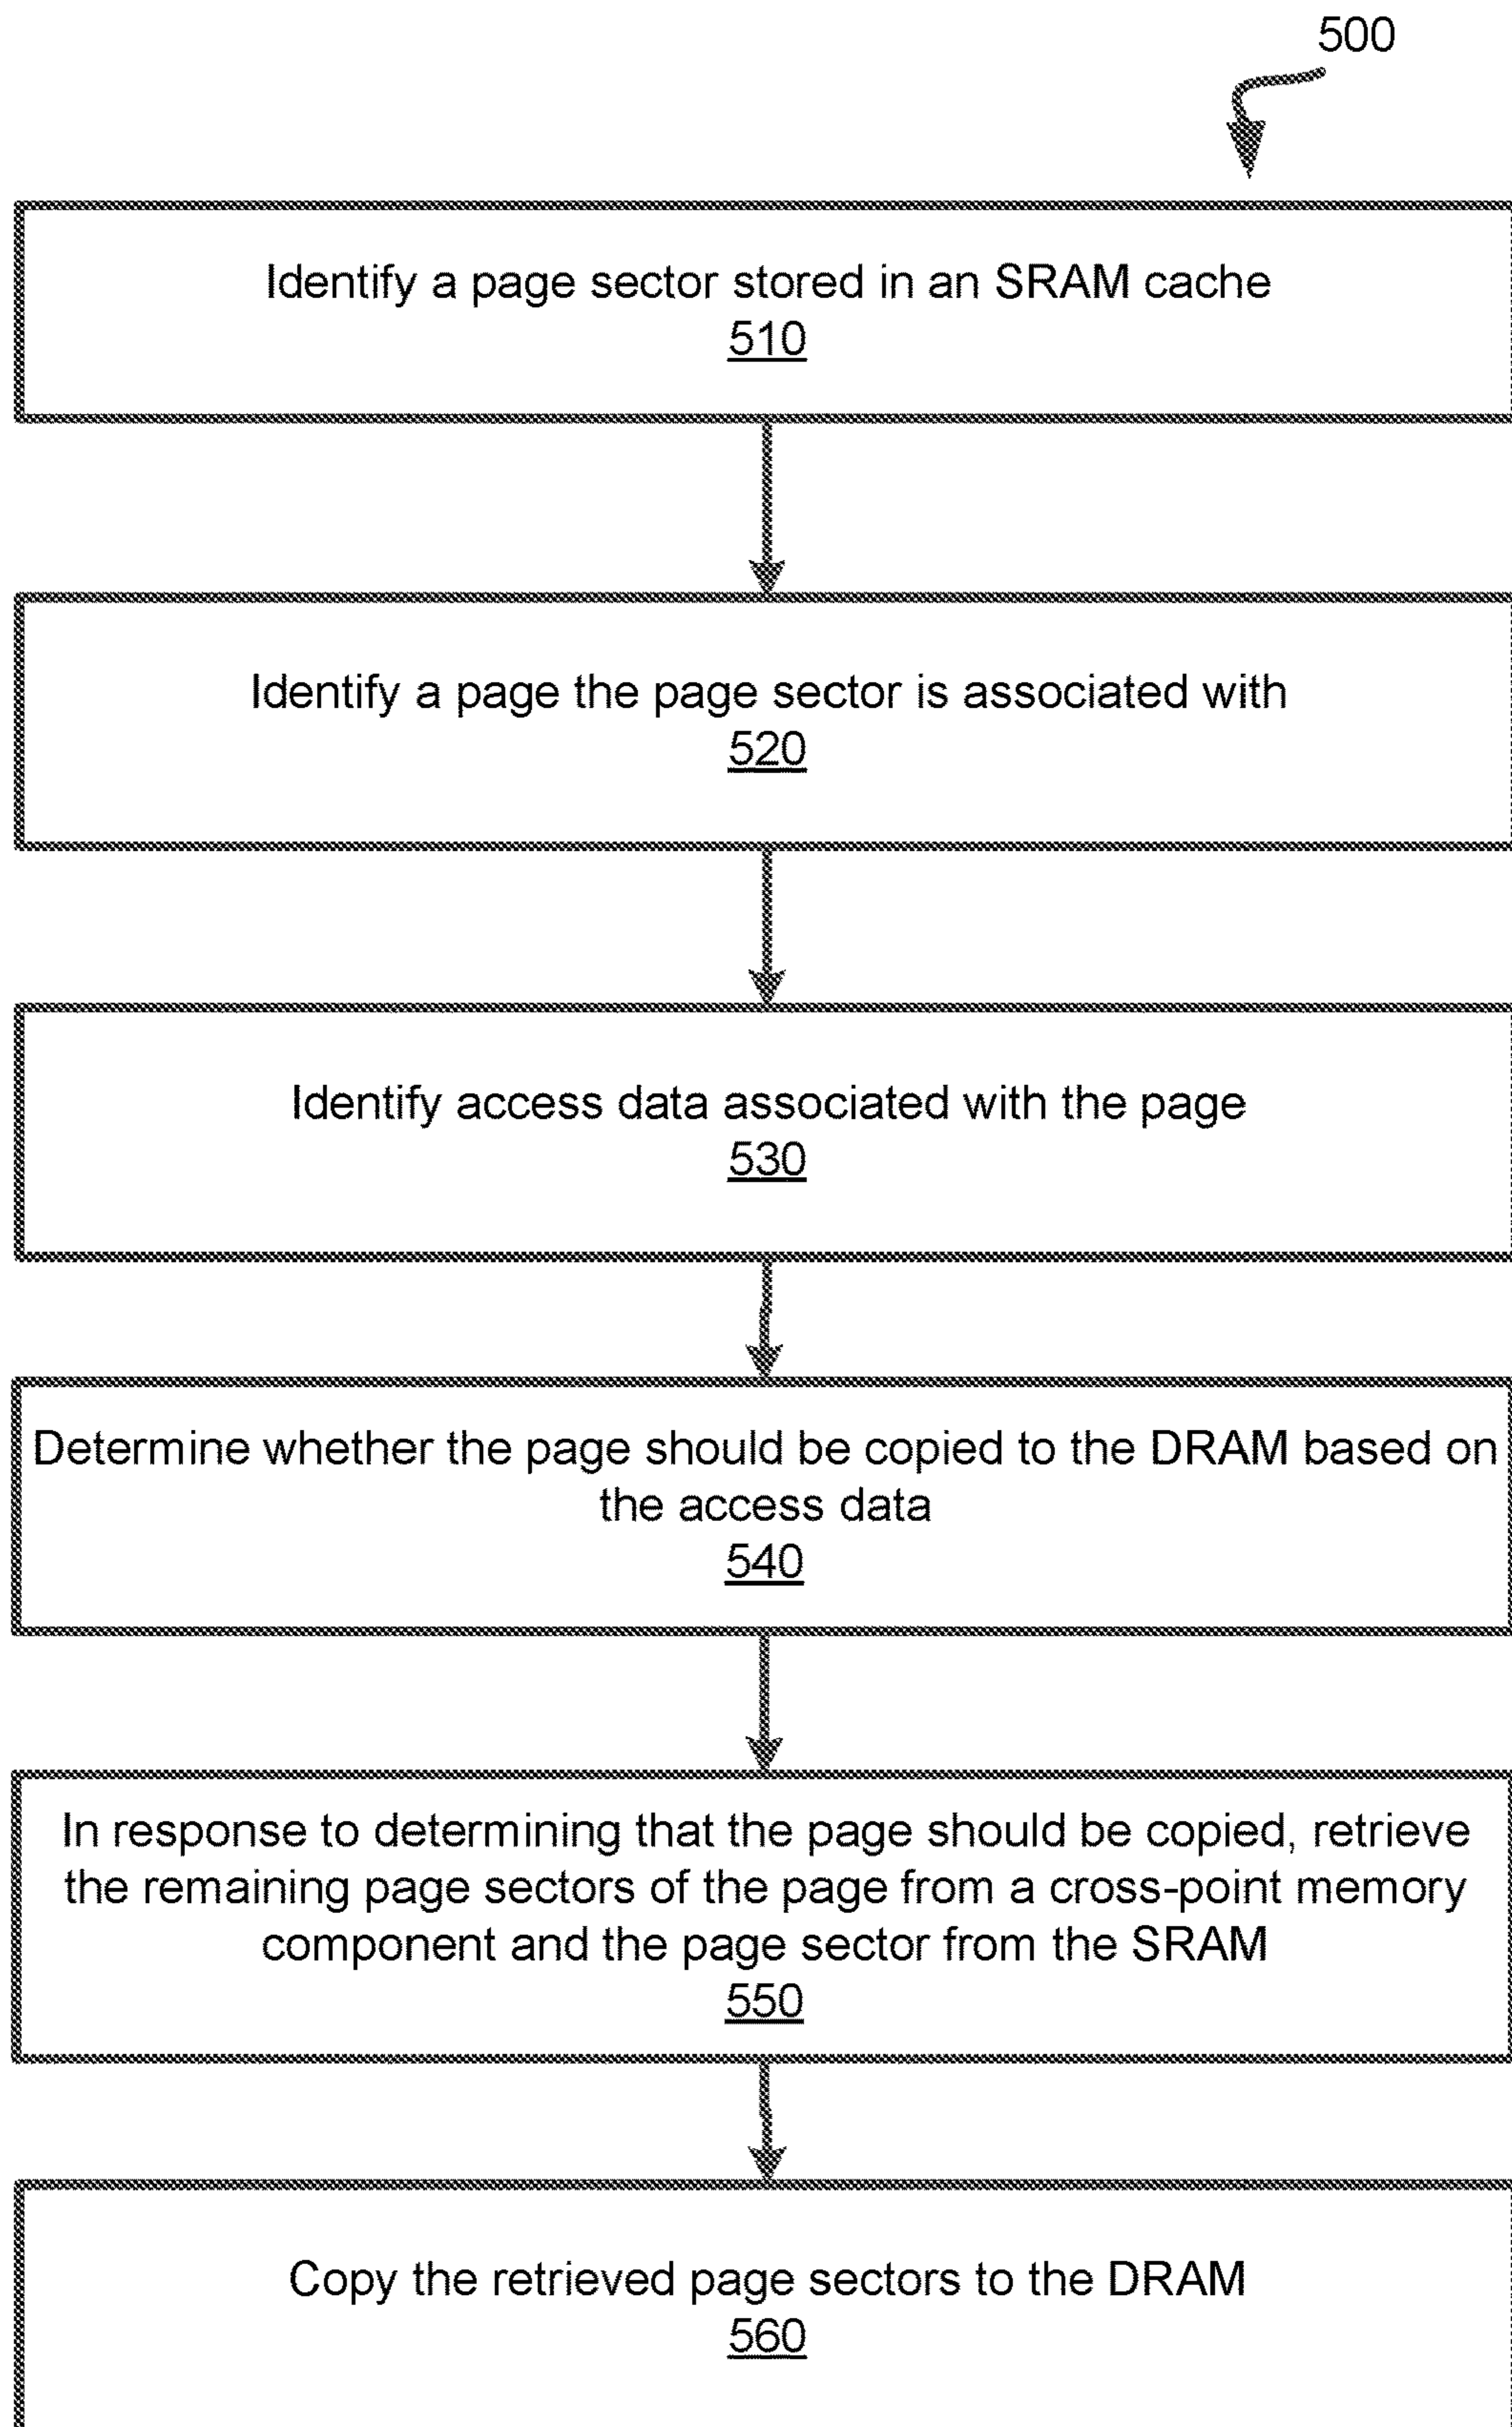 500
Identify a page sector stored in an SRAM cache
510
Identify a page the page sector is associated with
520
Identify access data associated with the page
530
Determine whether the page should be copied to the DRAM based on
the access data
540
In response to determining that the page should be copied, retrieve
the remaining page sectors of the page from a cross-point memory
component and the page sector from the SRAM
550
Copy the retrieved page sectors to the DRAM
560